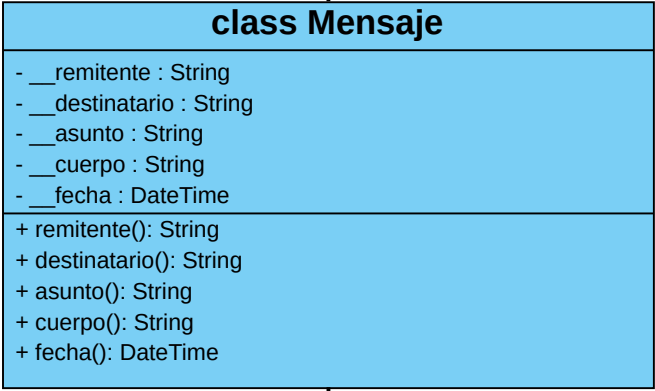 class Mensaje
- __remitente : String
- __destinatario : String
- __asunto : String
- __cuerpo : String
- __fecha : DateTime
+ remitente(): String
+ destinatario(): String
+ asunto(): String
+ cuerpo(): String
+ fecha(): DateTime